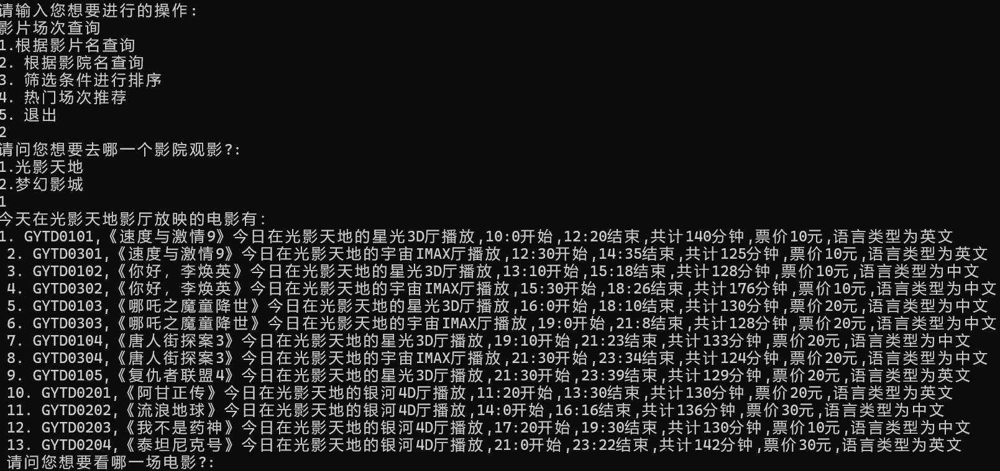 请输入您想要进行的操作:
影片场次查询
1.根据影片名查询
2. 根据影院名查询
3. 筛选条件进行排序
4. 热门场次推荐
5. 退出
2
请问您想要去哪一个影院观影?:
1.光影天地
2.梦幻影城
1
今天在光影天地影厅放映的电影有:
1. GYTD0101,《速度与激情9》今日在光影天地的星光3D厅播放,10:0开始,12:20结束,共计140分钟,票价10元,语言类型为英文
2. GYTD0301,《速度与激情9》今日在光影天地的宇宙IMAX厅播放,12:30开始,14:35结束,共计125分钟,票价10元,语言类型为英文
3. GYTD0102,《你好, 李焕英》今日在光影天地的星光3D厅播放,13:10开始,15:18结束,共计128分钟,票价10元,语言类型为中文
4. GYTD0302,《你好, 李焕英》今日在光影天地的宇宙IMAX厅播放,15:30开始,18:26结束,共计176分钟,票价10元,语言类型为中文
5. GYTD0103,《哪吒之魔童降世》今日在光影天地的星光3D厅播放,16:0开始,18:10结束,共计130分钟,票价20元,语言类型为中文
6. GYTD0303,《哪吒之魔童降世》今日在光影天地的宇宙IMAX厅播放,19:0开始,21:8结束,共计128分钟,票价20元,语言类型为中文
7. GYTD0104,《唐人街探案3》今日在光影天地的星光3D厅播放,19:10开始,21:23结束,共计133分钟,票价20元,语言类型为中文
8. GYTD0304,《唐人街探案3》今日在光影天地的宇宙IMAX厅播放,21:30开始,23:34结束,共计124分钟,票价20元,语言类型为中文
9. GYTD0105,《复仇者联盟4》今日在光影天地的星光3D厅播放,21:30开始,23:39结束,共计129分钟,票价20元,语言类型为英文
10. GYTD0201,《阿甘正传》今日在光影天地的银河4D厅播放,11:20开始,13:30结束,共计130分钟,票价20元,语言类型为英文
11. GYTD0202,《流浪地球》今日在光影天地的银河4D厅播放,14:0开始,16:16结束,共计136分钟,票价30元,语言类型为中文
12. GYTD0203,《我不是药神》今日在光影天地的银河4D厅播放,17:20开始,19:30结束,共计130分钟,票价10元,语言类型为中文
13. GYTD0204,《泰坦尼克号》今日在光影天地的银河4D厅播放,21:0开始,23:22结束,共计142分钟,票价30元,语言类型为英文
请问您想要看哪一场电影?: